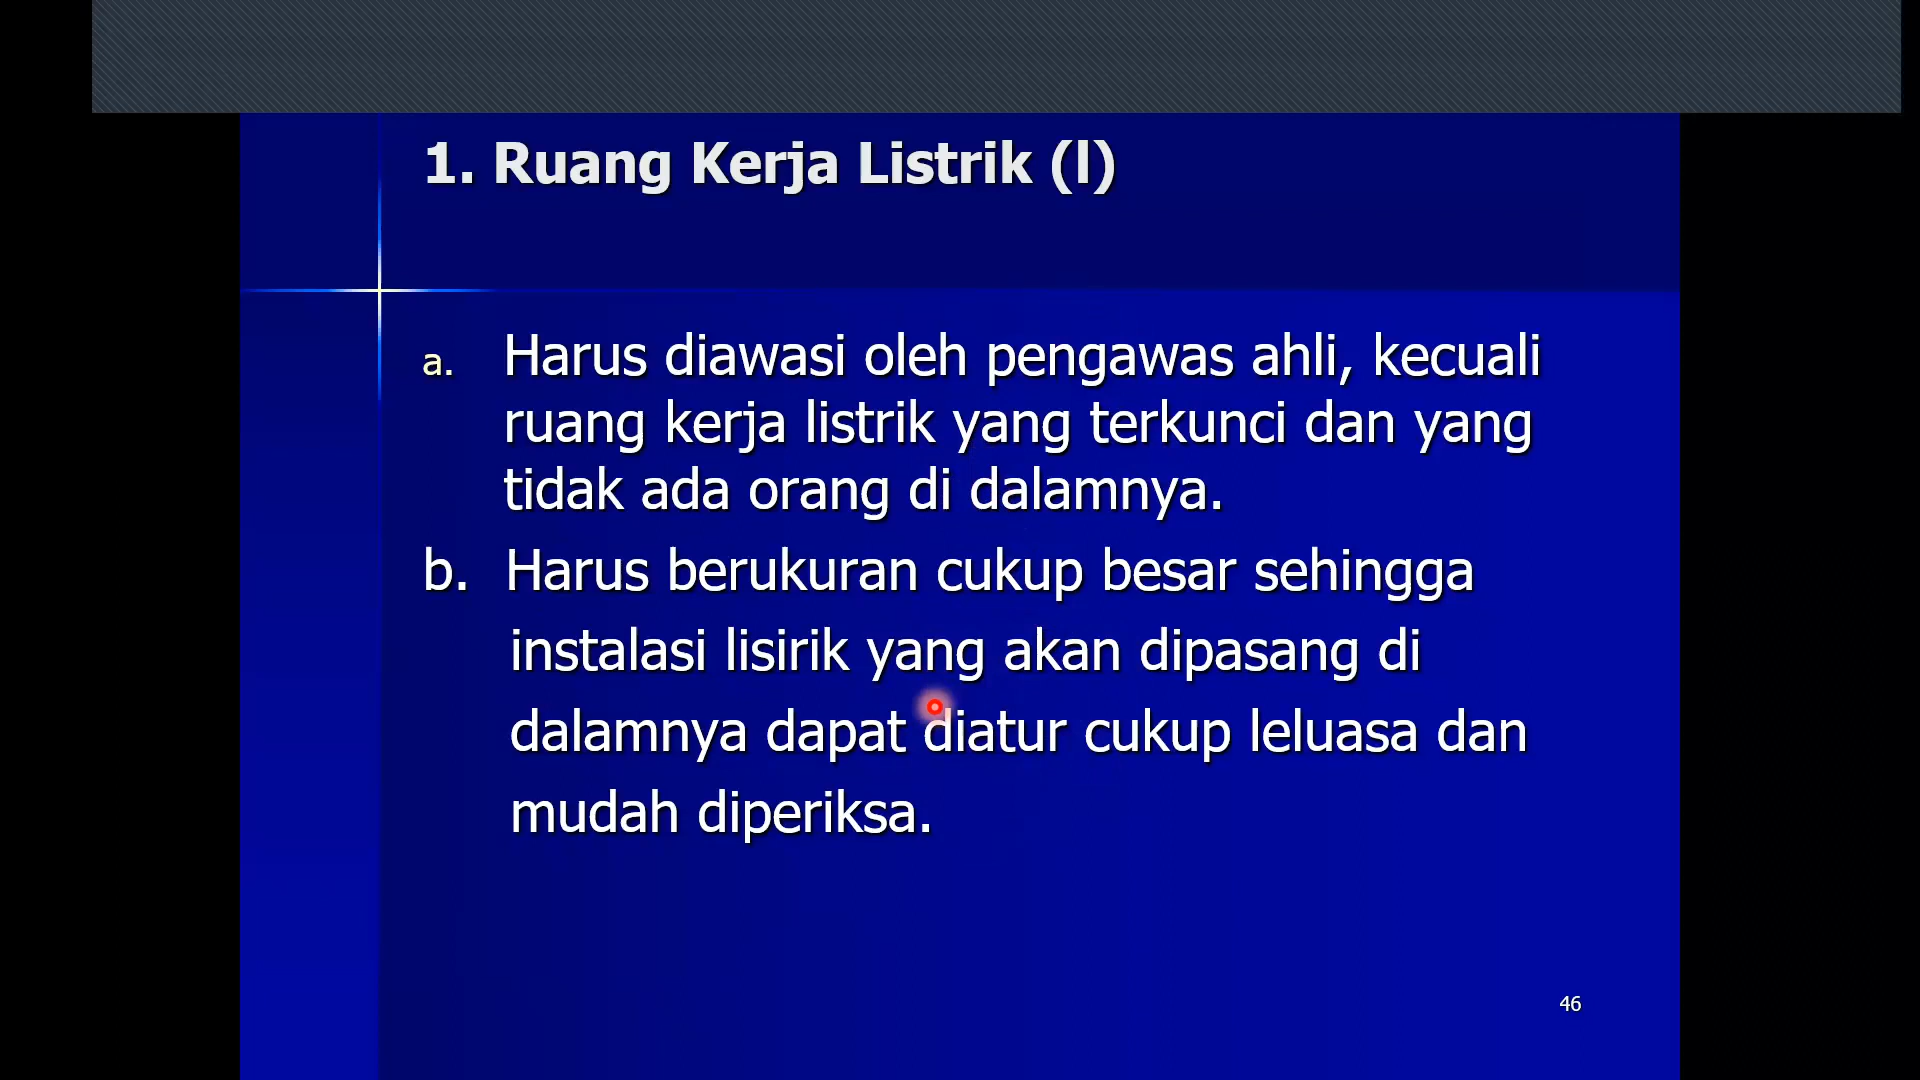 1. Ruang Kerja Listrik (l)
a. Harus diawasi oleh pengawas ahli, kecuali
ruang kerja listrik yang terkunci dan yang
tidak ada orang di dalamnya.
b. Harus berukuran cukup besar sehingga
instalasi lisirik yang akan dipasang di
dalamnya dapat diatur cukup leluasa dan
mudah diperiksa.
46